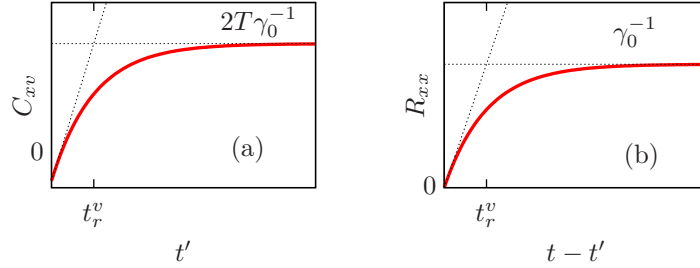 2Tγ₀⁻¹
C_{xv}
0
(a)
t_r^v
t′
γ₀⁻¹
R_{xx}
0
(b)
t_r^v
t − t′